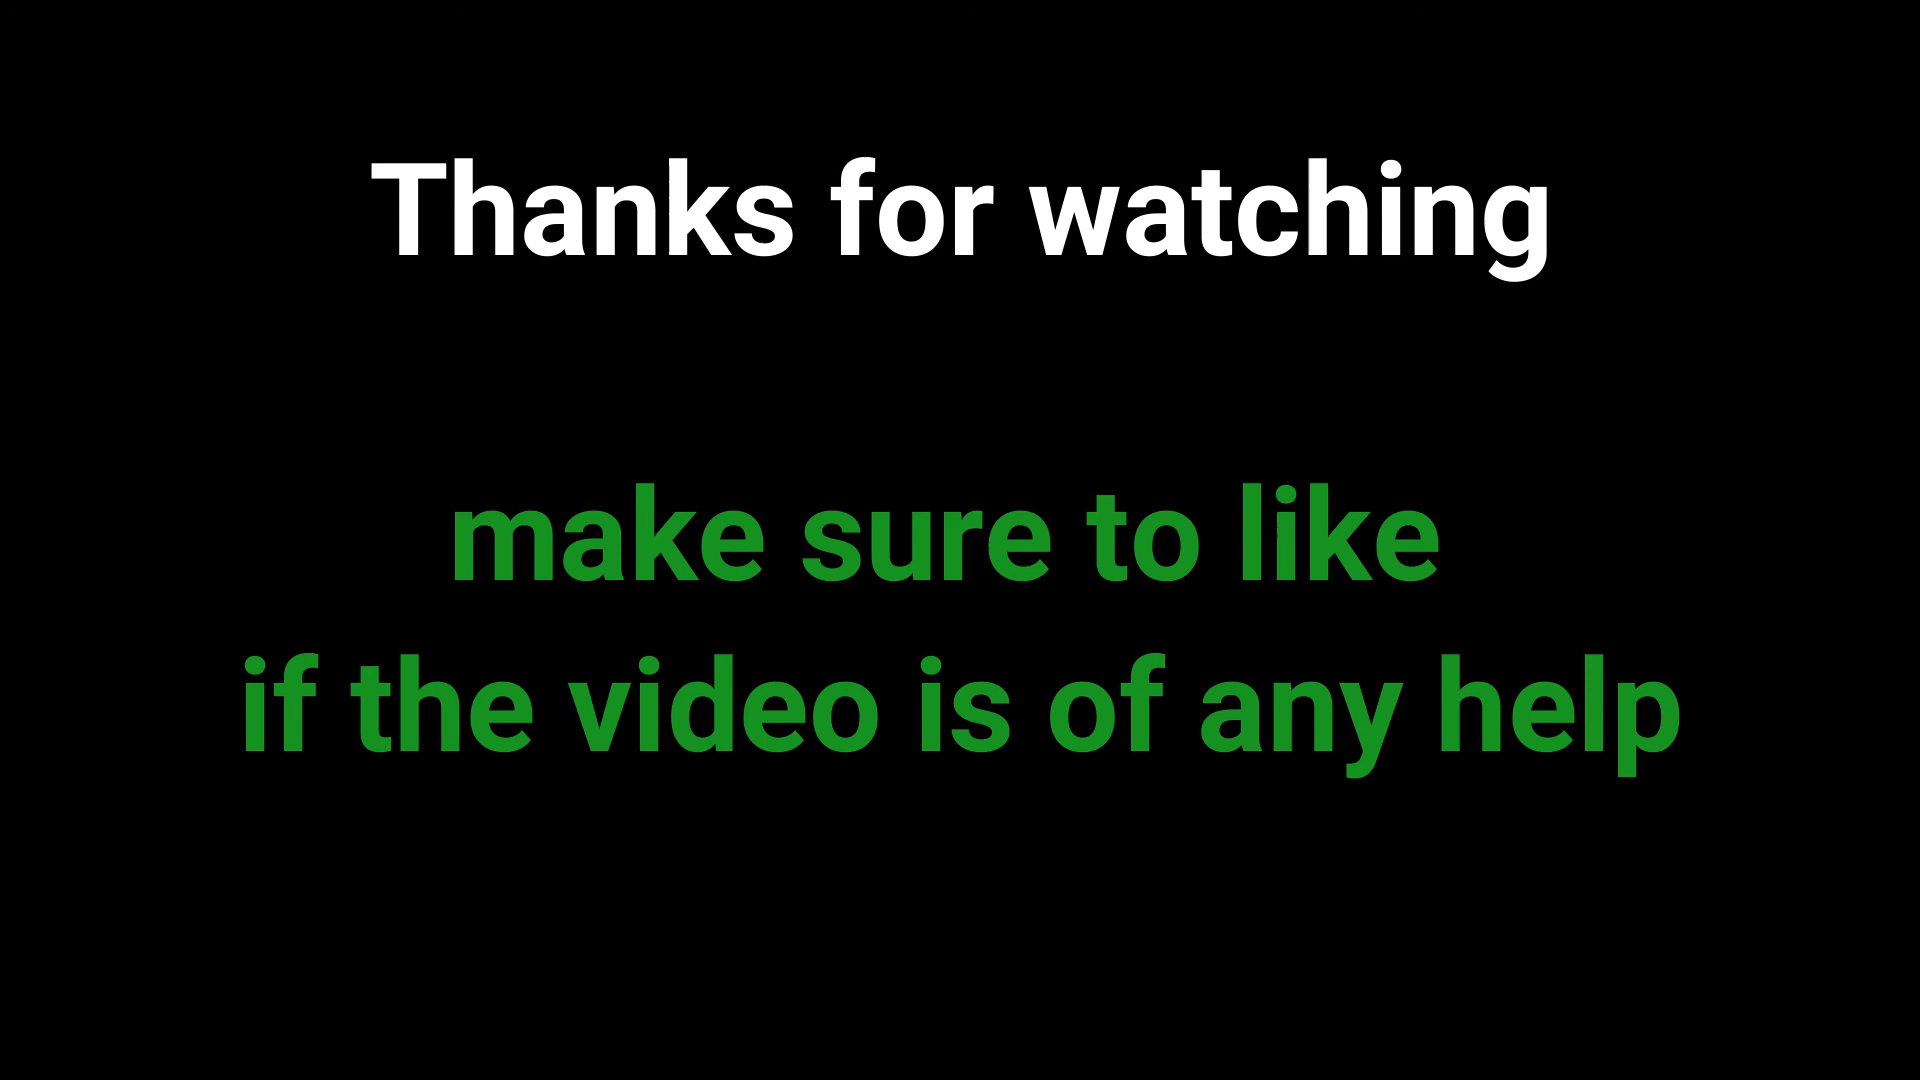 Thanks for watching
make sure to like
if the video is of any help